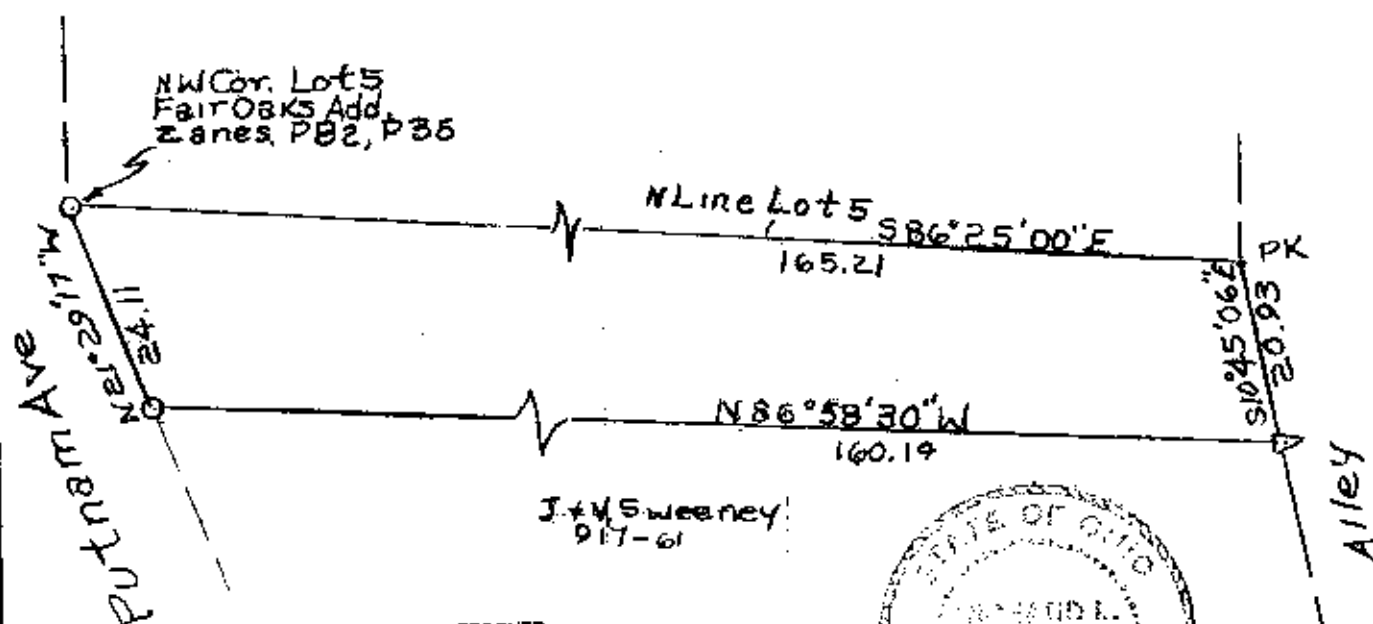 NW Cor. Lot 5
Fair Oaks Add.
Zanes, PB2, P35
N Line Lot 5
S86°25'00"E
165.21
PK
S10°45'06"E
20.93
N21°29'17"W
24.11
Putnam Ave
N86°58'30"W
160.14
J & V Sweeney
917-61
Alley
STATE OF OHIO